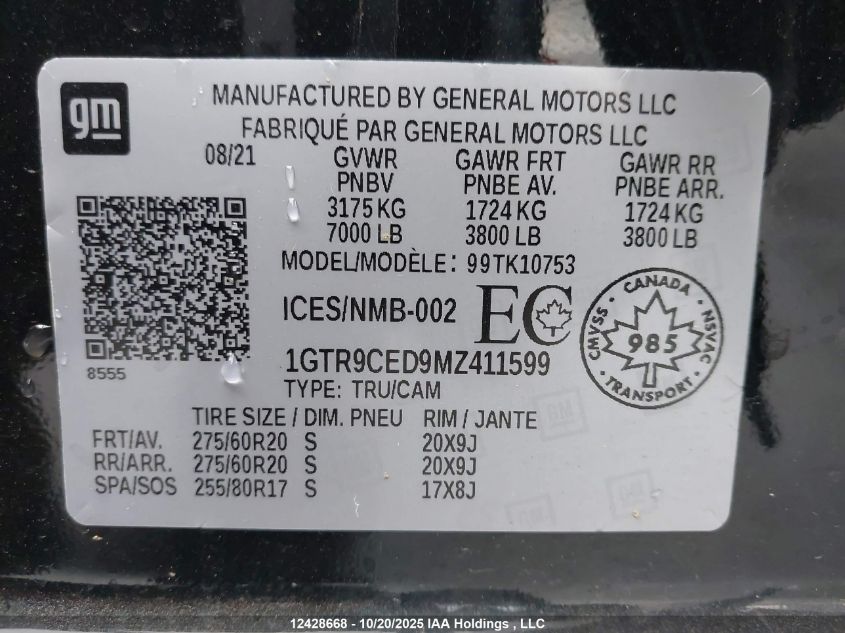 gm
MANUFACTURED BY GENERAL MOTORS LLC
FABRIQUÉ PAR GENERAL MOTORS LLC
08/21 GVWR GAWR FRT GAWR RR
PNBV PNBE AV. PNBE ARR.
3175 KG 1724 KG 1724 KG
7000 LB 3800 LB 3800 LB
MODEL/MODÈLE: 99TK10753
ICES/NMB-002 EC
CANADA
CMVSS 985 NSVAC
TRANSPORT
1GTR9CED9MZ411599
8555
TYPE: TRU/CAM
TIRE SIZE / DIM. PNEU RIM / JANTE
FRT/AV. 275/60R20 S 20X9J
RR/ARR. 275/60R20 S 20X9J
SPA/SOS 255/80R17 S 17X8J
GM
GM
GM
12428668 - 10/20/2025 IAA Holdings , LLC